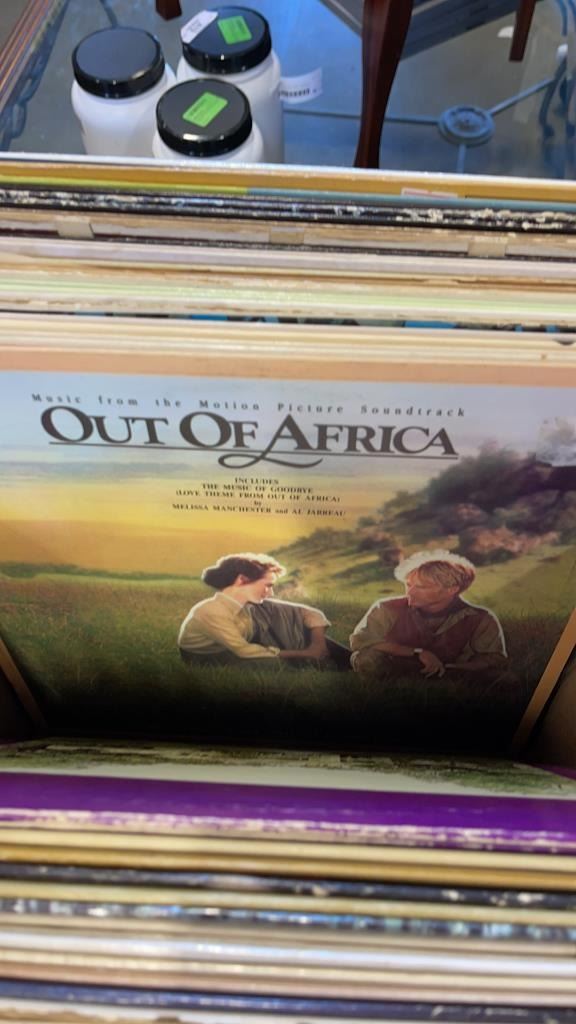 Music from the Motion Picture Soundtrack
OUT OF AFRICA
INCLUDES
THE MUSIC OF GOODBYE
(LOVE THEME FROM OUT OF AFRICA)
by
MELISSA MANCHESTER and AL JARREAU